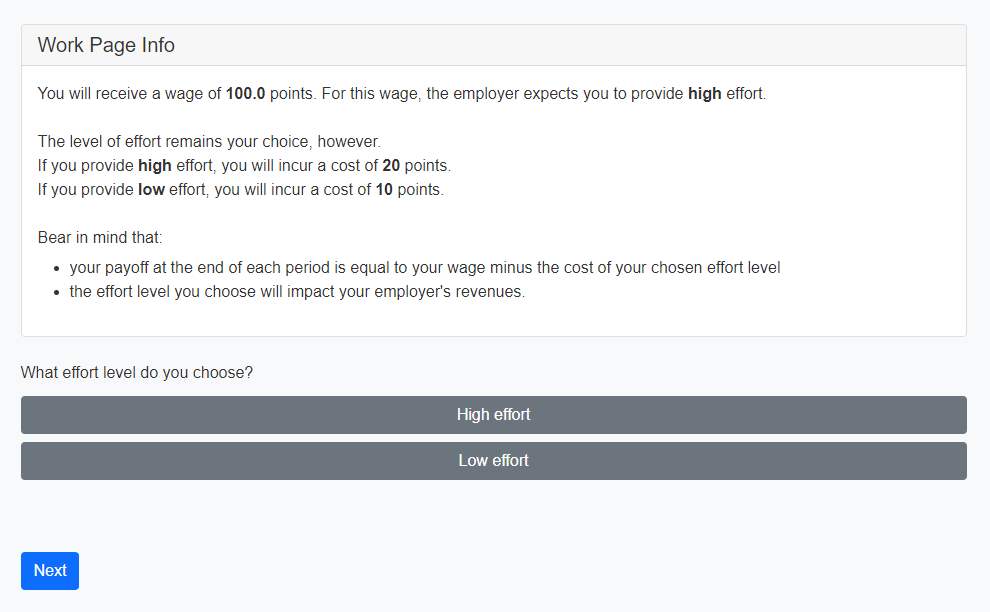 Work Page Info
You will receive a wage of 100.0 points. For this wage, the employer expects you to provide high effort.
The level of effort remains your choice, however.
If you provide high effort, you will incur a cost of 20 points.
If you provide low effort, you will incur a cost of 10 points.
Bear in mind that:
• your payoff at the end of each period is equal to your wage minus the cost of your chosen effort level
• the effort level you choose will impact your employer's revenues.
What effort level do you choose?
High effort
Low effort
Next